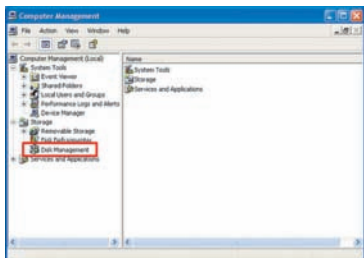 Computer Management
File Action View Window Help
Computer Management (Local)
System Tools
Event Viewer
Shared Folders
Local Users and Groups
Performance Logs and Alerts
Device Manager
Storage
Removable Storage
Disk Defragmenter
Disk Management
Services and Applications
Name
System Tools
Storage
Services and Applications